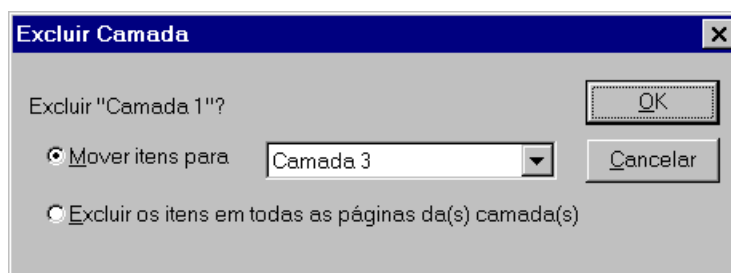 Excluir Camada
Excluir "Camada 1"?
OK
Mover itens para Camada 3
Cancelar
Excluir os itens em todas as páginas da(s) camada(s)